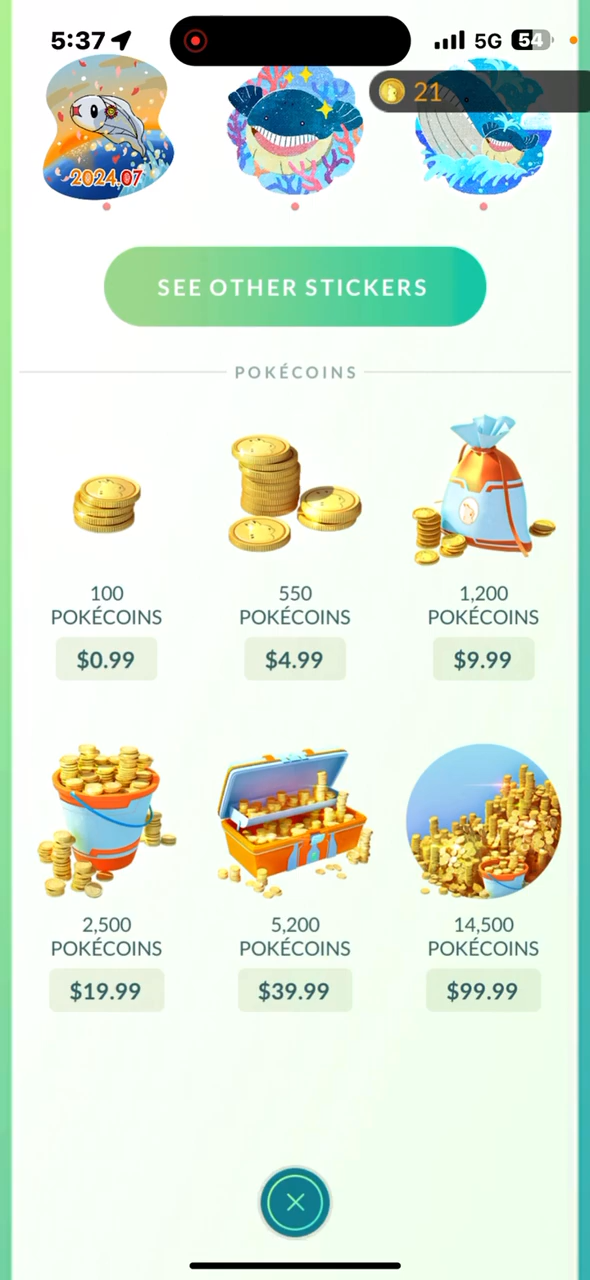 5:37
5G
54
21
2024.07
SEE OTHER STICKERS
POKÉCOINS
100
POKÉCOINS
$0.99
550
POKÉCOINS
$4.99
1,200
POKÉCOINS
$9.99
2,500
POKÉCOINS
$19.99
5,200
POKÉCOINS
$39.99
14,500
POKÉCOINS
$99.99